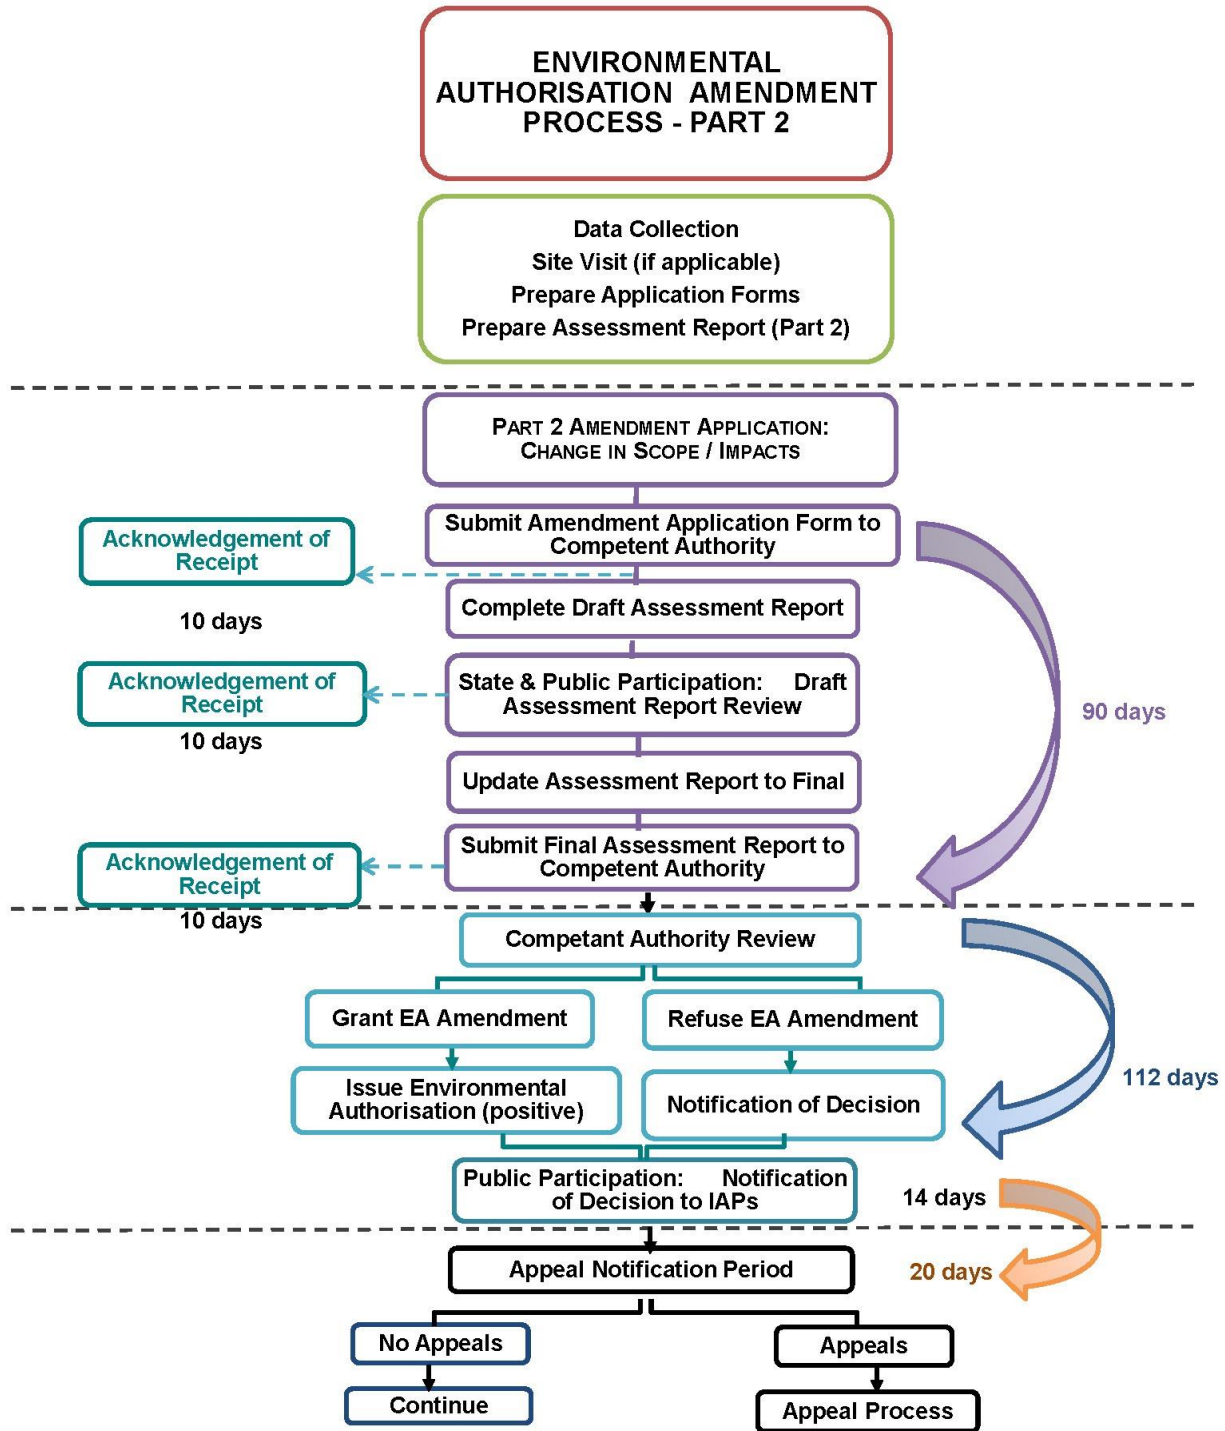 ENVIRONMENTAL
AUTHORISATION AMENDMENT
PROCESS - PART 2
Data Collection
Site Visit (if applicable)
Prepare Application Forms
Prepare Assessment Report (Part 2)
PART 2 AMENDMENT APPLICATION:
CHANGE IN SCOPE / IMPACTS
Submit Amendment Application Form to
Competent Authority
Acknowledgement of
Receipt
10 days
Complete Draft Assessment Report
State & Public Participation: Draft
Assessment Report Review
Acknowledgement of
Receipt
10 days
90 days
Update Assessment Report to Final
Submit Final Assessment Report to
Competent Authority
Acknowledgement of
Receipt
10 days
Competant Authority Review
Grant EA Amendment
Refuse EA Amendment
Issue Environmental
Authorisation (positive)
Notification of Decision
112 days
Public Participation: Notification
of Decision to IAPs
14 days
20 days
Appeal Notification Period
No Appeals
Appeals
Continue
Appeal Process